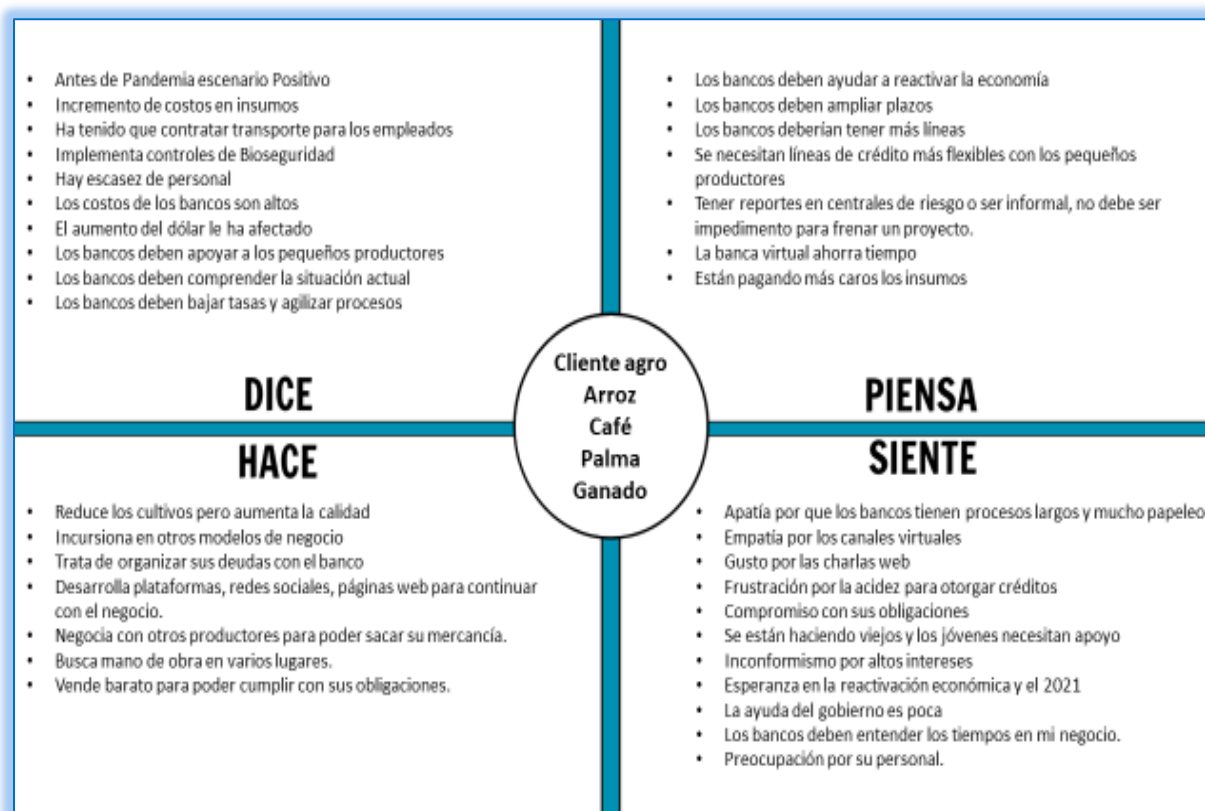 • Antes de Pandemia escenario Positivo
• Incremento de costos en insumos
• Ha tenido que contratar transporte para los empleados
• Implementa controles de Bioseguridad
• Hay escasez de personal
• Los costos de los bancos son altos
• El aumento del dólar le ha afectado
• Los bancos deben apoyar a los pequeños productores
• Los bancos deben comprender la situación actual
• Los bancos deben bajar tasas y agilizar procesos
DICE
• Los bancos deben ayudar a reactivar la economía
• Los bancos deben ampliar plazos
• Los bancos deberían tener más líneas
• Se necesitan líneas de crédito más flexibles con los pequeños
productores
• Tener reportes en centrales de riesgo o ser informal, no debe ser
impedimento para frenar un proyecto.
• La banca virtual ahorra tiempo
• Están pagando más caros los insumos
PIENSA
Cliente agro
Arroz
Café
Palma
Ganado
HACE
• Reduce los cultivos pero aumenta la calidad
• Incursiona en otros modelos de negocio
• Trata de organizar sus deudas con el banco
• Desarrolla plataformas, redes sociales, páginas web para continuar
con el negocio.
• Negocia con otros productores para poder sacar su mercancía.
• Busca mano de obra en varios lugares.
• Vende barato para poder cumplir con sus obligaciones.
SIENTE
• Apatía por que los bancos tienen procesos largos y mucho papeleo
• Empatía por los canales virtuales
• Gusto por las charlas web
• Frustración por la acidez para otorgar créditos
• Compromiso con sus obligaciones
• Se están haciendo viejos y los jóvenes necesitan apoyo
• Inconformismo por altos intereses
• Esperanza en la reactivación económica y el 2021
• La ayuda del gobierno es poca
• Los bancos deben entender los tiempos en mi negocio.
• Preocupación por su personal.